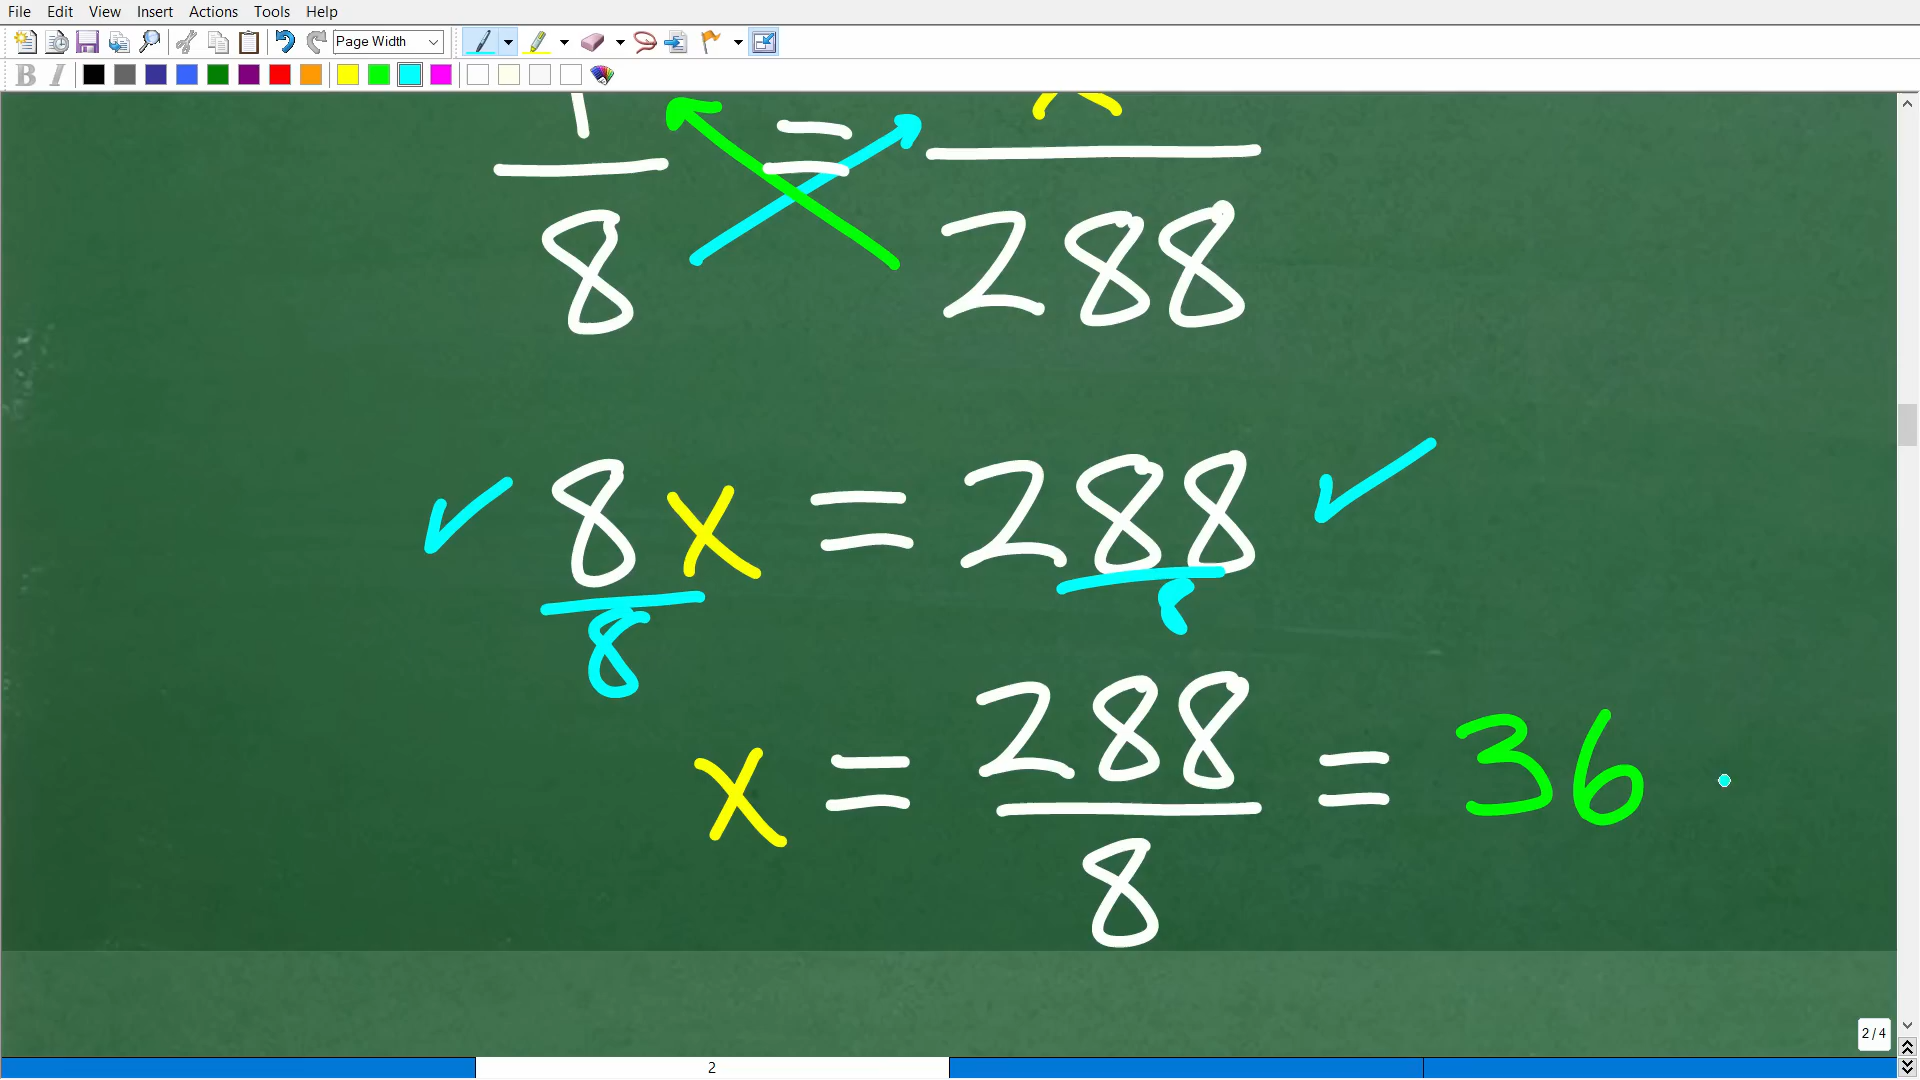 File Edit View Insert Actions Tools Help
Page Width
B I
1 = x
8 288
8x = 288
8
x = 288 = 36
8
2 / 4
2